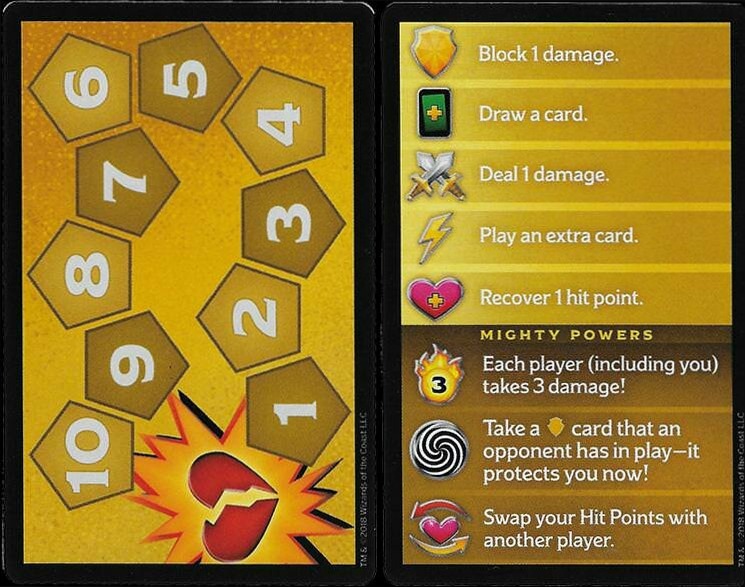 6
5
4
7
3
8
2
9
1
10
TM & ©2018 Wizards of the Coast LLC
Block 1 damage.
Draw a card.
Deal 1 damage.
Play an extra card.
Recover 1 hit point.
MIGHTY POWERS
3
Each player (including you)
takes 3 damage!
Take a card that an
opponent has in play—it
protects you now!
Swap your Hit Points with
another player.
TM & ©2018 Wizards of the Coast LLC